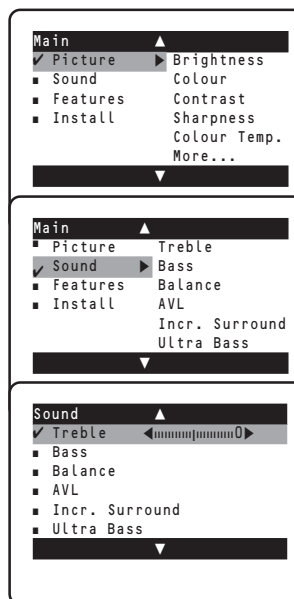 Main
✔ Picture ▶ Brightness
▪ Sound Colour
▪ Features Contrast
▪ Install Sharpness
Colour Temp.
More...
Main
▪ Picture Treble
✔ Sound ▶ Bass
▪ Features Balance
▪ Install AVL
Incr. Surround
Ultra Bass
Sound
✔ Treble 0
▪ Bass
▪ Balance
▪ AVL
▪ Incr. Surround
▪ Ultra Bass